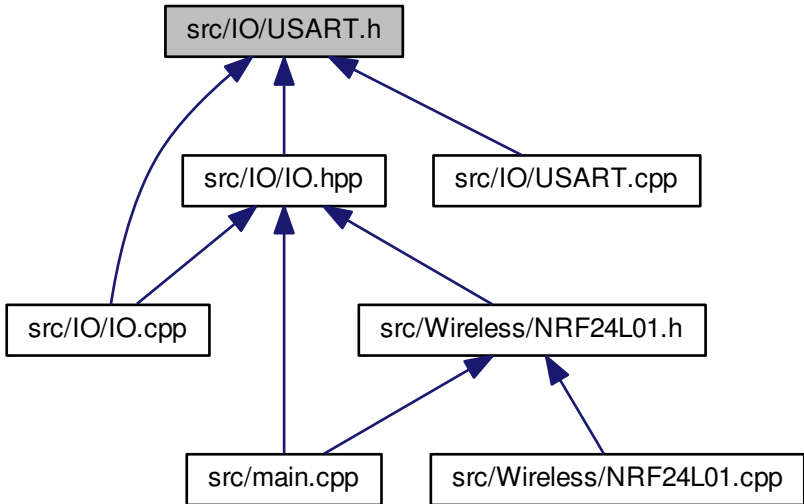 src/IO/USART.h
src/IO/IO.hpp
src/IO/USART.cpp
src/IO/IO.cpp
src/Wireless/NRF24L01.h
src/main.cpp
src/Wireless/NRF24L01.cpp